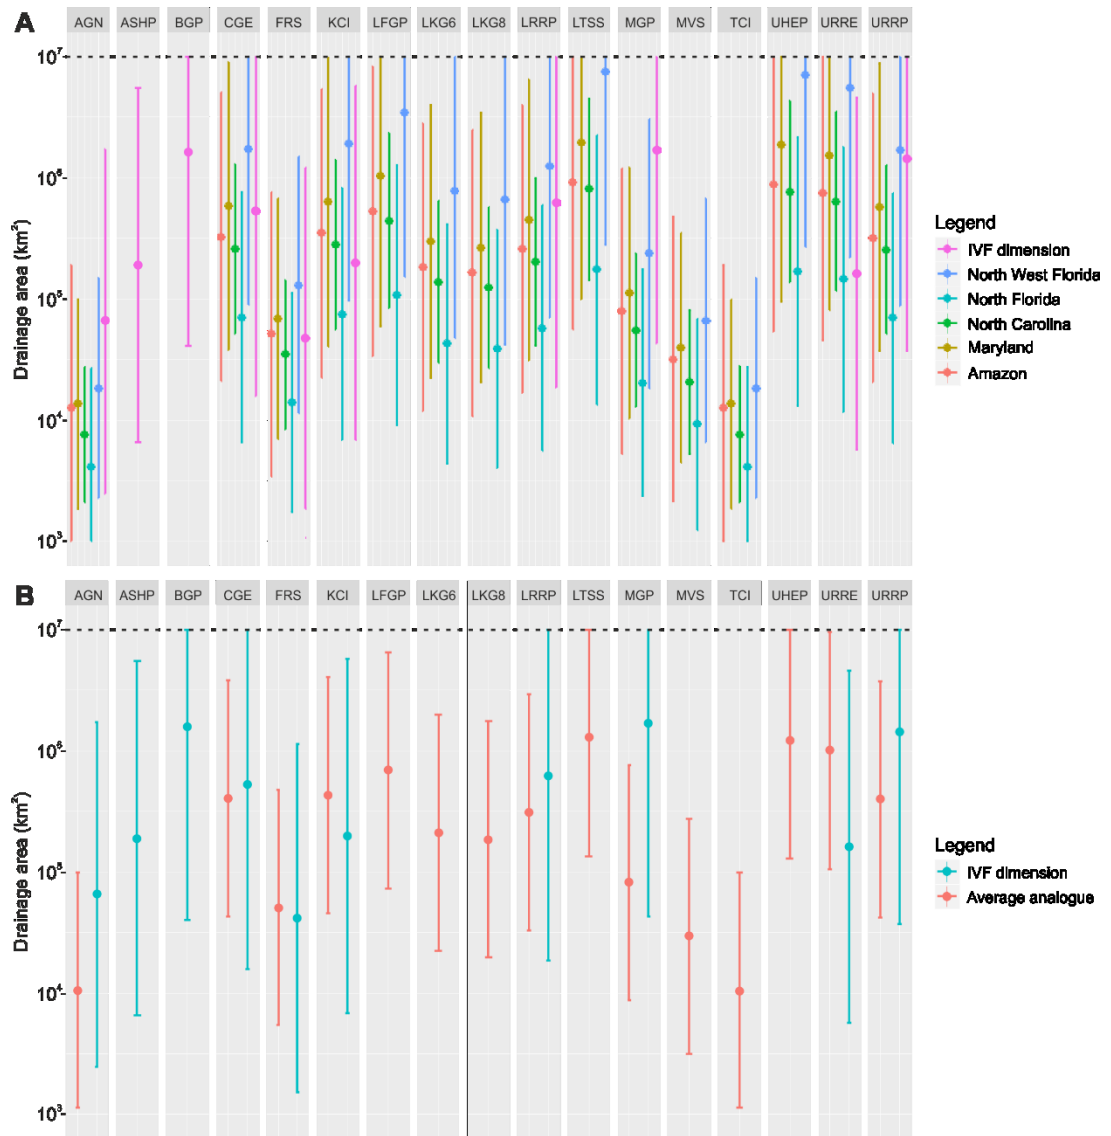 A
AGN ASHP BGP CGE FRS KCI LFGP LKG6 LKG8 LRRP LTSS MGP MVS TCI UHEP URRE URRP
10⁷
10⁶
10⁵
10⁴
10³
Drainage area (km²)
Legend
IVF dimension
North West Florida
North Florida
North Carolina
Maryland
Amazon
B
AGN ASHP BGP CGE FRS KCI LFGP LKG6 LKG8 LRRP LTSS MGP MVS TCI UHEP URRE URRP
10⁷
10⁶
10⁵
10⁴
10³
Drainage area (km²)
Legend
IVF dimension
Average analogue